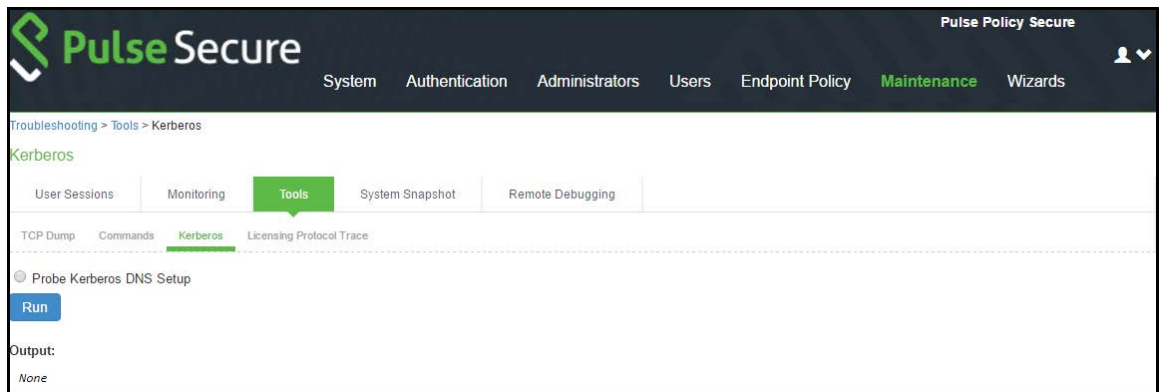 Pulse Policy Secure
Pulse Secure
System Authentication Administrators Users Endpoint Policy Maintenance Wizards
Troubleshooting > Tools > Kerberos
Kerberos
User Sessions Monitoring Tools System Snapshot Remote Debugging
TCP Dump Commands Kerberos Licensing Protocol Trace
Probe Kerberos DNS Setup
Run
Output:
None